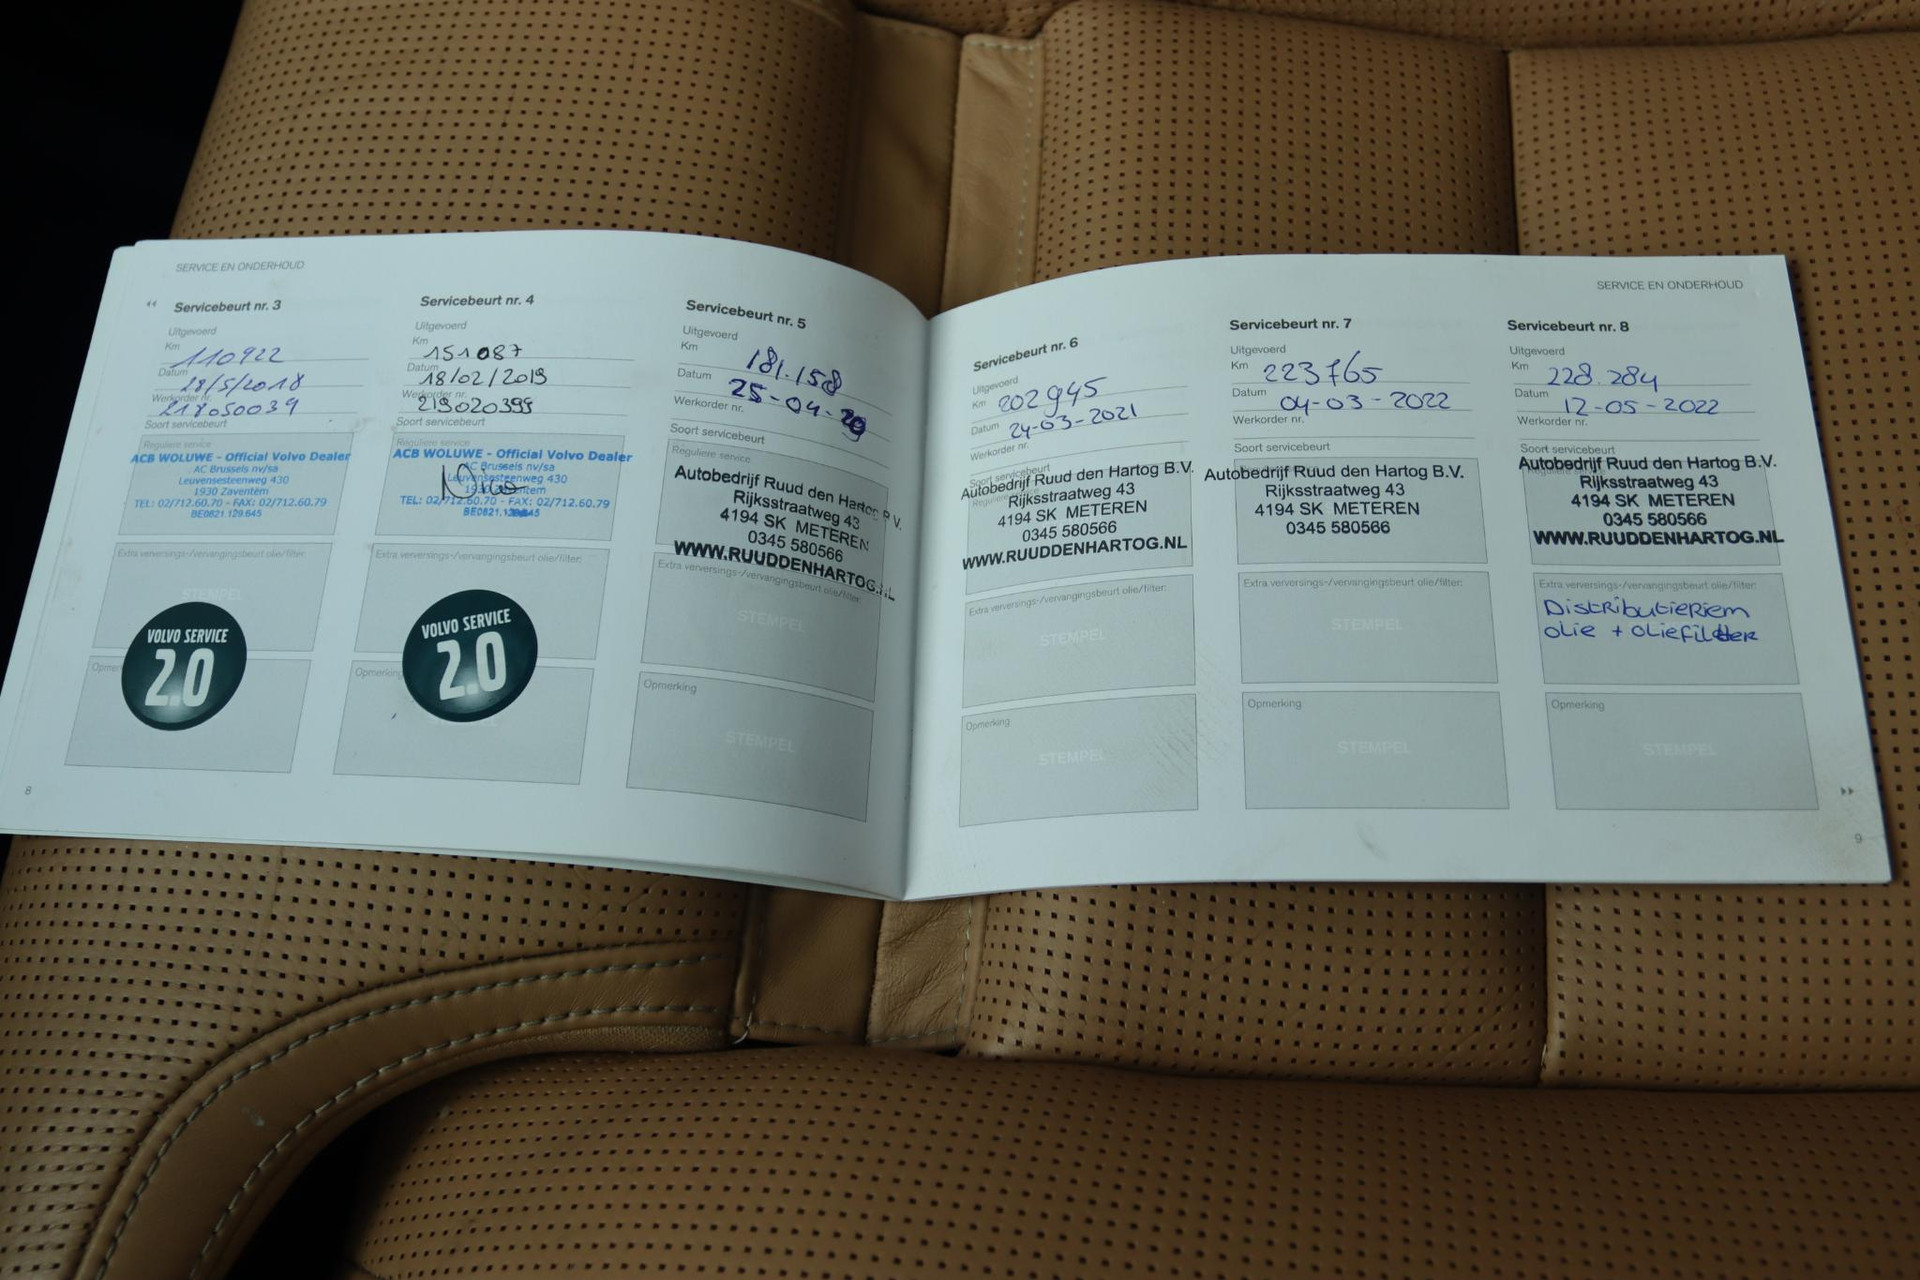 SERVICE EN ONDERHOUD
Servicebeurt nr. 3
Uitgevoerd
Km 110922
Datum 28/5/2018
Werkorder nr. 218050039
Soort servicebeurt
Reguliere service
ACB WOLUWE - Official Volvo Dealer
AC Brussels nv/sa
Leuvensesteenweg 430
1930 Zaventem
TEL: 02/712.60.70 - FAX: 02/712.60.79
BE0821.129.645
Extra verversings-/vervangingsbeurt olie/filter:
STEMPEL
VOLVO SERVICE
2.0
Servicebeurt nr. 4
Uitgevoerd
Km 151087
Datum 18/02/2019
Werkorder nr. 219020399
Soort servicebeurt
Reguliere service
ACB WOLUWE - Official Volvo Dealer
AC Brussels nv/sa
Leuvensesteenweg 430
1930 Zaventem
TEL: 02/712.60.70 - FAX: 02/712.60.79
Extra verversings-/vervangingsbeurt olie/filter:
Opmerking
VOLVO SERVICE
2.0
Servicebeurt nr. 5
Uitgevoerd
Km 181.158
Datum 25-04-
Werkorder nr.
Soort servicebeurt
Reguliere service
Autobedrijf Ruud den Hartog B.V.
Rijksstraatweg 43
4194 SK METEREN
0345 580566
WWW.RUUDDENHARTOG.NL
Extra verversings-/vervangingsbeurt olie/filter:
STEMPEL
Opmerking
STEMPEL
8
SERVICE EN ONDERHOUD
Servicebeurt nr. 6
Uitgevoerd
Km 202945
Datum 24-03-2021
Werkorder nr.
Soort servicebeurt
Autobedrijf Ruud den Hartog B.V.
Rijksstraatweg 43
4194 SK METEREN
0345 580566
WWW.RUUDDENHARTOG.NL
Extra verversings-/vervangingsbeurt olie/filter:
STEMPEL
Opmerking
STEMPEL
Servicebeurt nr. 7
Uitgevoerd
Km 223765
Datum 04-03-2022
Werkorder nr.
Soort servicebeurt
Autobedrijf Ruud den Hartog B.V.
Rijksstraatweg 43
4194 SK METEREN
0345 580566
Extra verversings-/vervangingsbeurt olie/filter:
STEMPEL
Opmerking
STEMPEL
Servicebeurt nr. 8
Uitgevoerd
Km 228.284
Datum 12-05-2022
Werkorder nr.
Soort servicebeurt
Autobedrijf Ruud den Hartog B.V.
Rijksstraatweg 43
4194 SK METEREN
0345 580566
WWW.RUUDDENHARTOG.NL
Extra verversings-/vervangingsbeurt olie/filter:
Distributieriem
olie + oliefilter
Opmerking
STEMPEL
9